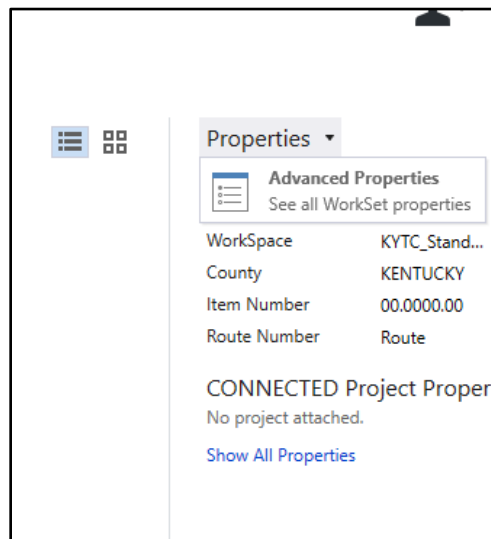 Properties
Advanced Properties
See all WorkSet properties
WorkSpace KYTC_Stand...
County KENTUCKY
Item Number 00.0000.00
Route Number Route
CONNECTED Project Proper
No project attached.
Show All Properties